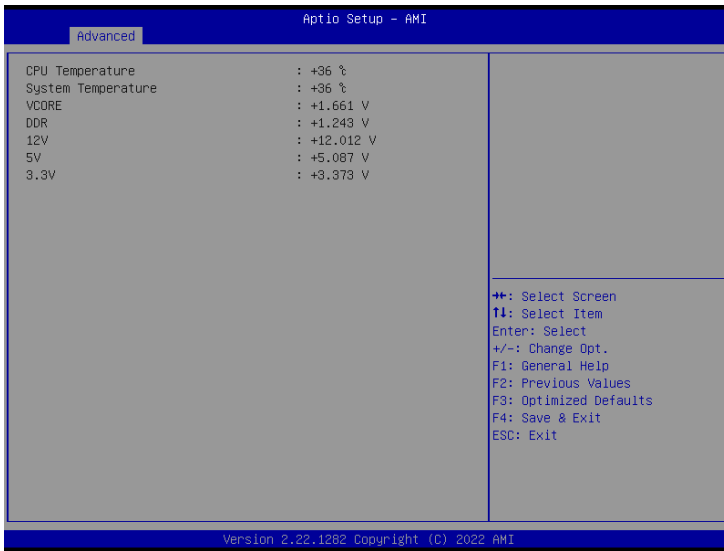 Aptio Setup – AMI
Advanced
CPU Temperature : +36 ℃
System Temperature : +36 ℃
VCORE : +1.661 V
DDR : +1.243 V
12V : +12.012 V
5V : +5.087 V
3.3V : +3.373 V
→←: Select Screen
↑↓: Select Item
Enter: Select
+/-: Change Opt.
F1: General Help
F2: Previous Values
F3: Optimized Defaults
F4: Save & Exit
ESC: Exit
Version 2.22.1282 Copyright (C) 2022 AMI